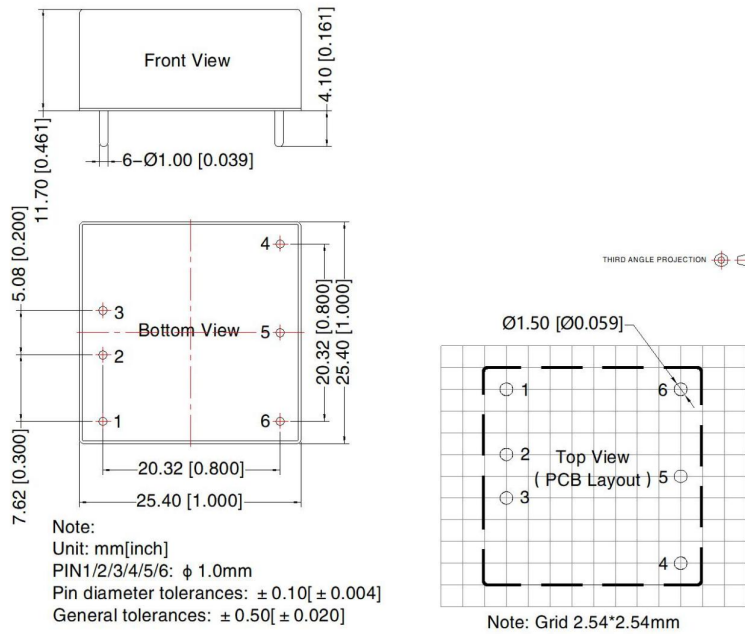 Front View
4.10 [0.161]
11.70 [0.461]
6–Ø1.00 [0.039]
5.08 [0.200]
4
3
Bottom View
5
2
1
6
20.32 [0.800]
25.40 [1.000]
7.62 [0.300]
20.32 [0.800]
25.40 [1.000]
Note:
Unit: mm[inch]
PIN1/2/3/4/5/6: ϕ 1.0mm
Pin diameter tolerances: ± 0.10[ ± 0.004]
General tolerances: ± 0.50[ ± 0.020]
THIRD ANGLE PROJECTION
Ø1.50 [Ø0.059]
1
6
2
Top View
( PCB Layout )
5
3
4
Note: Grid 2.54*2.54mm